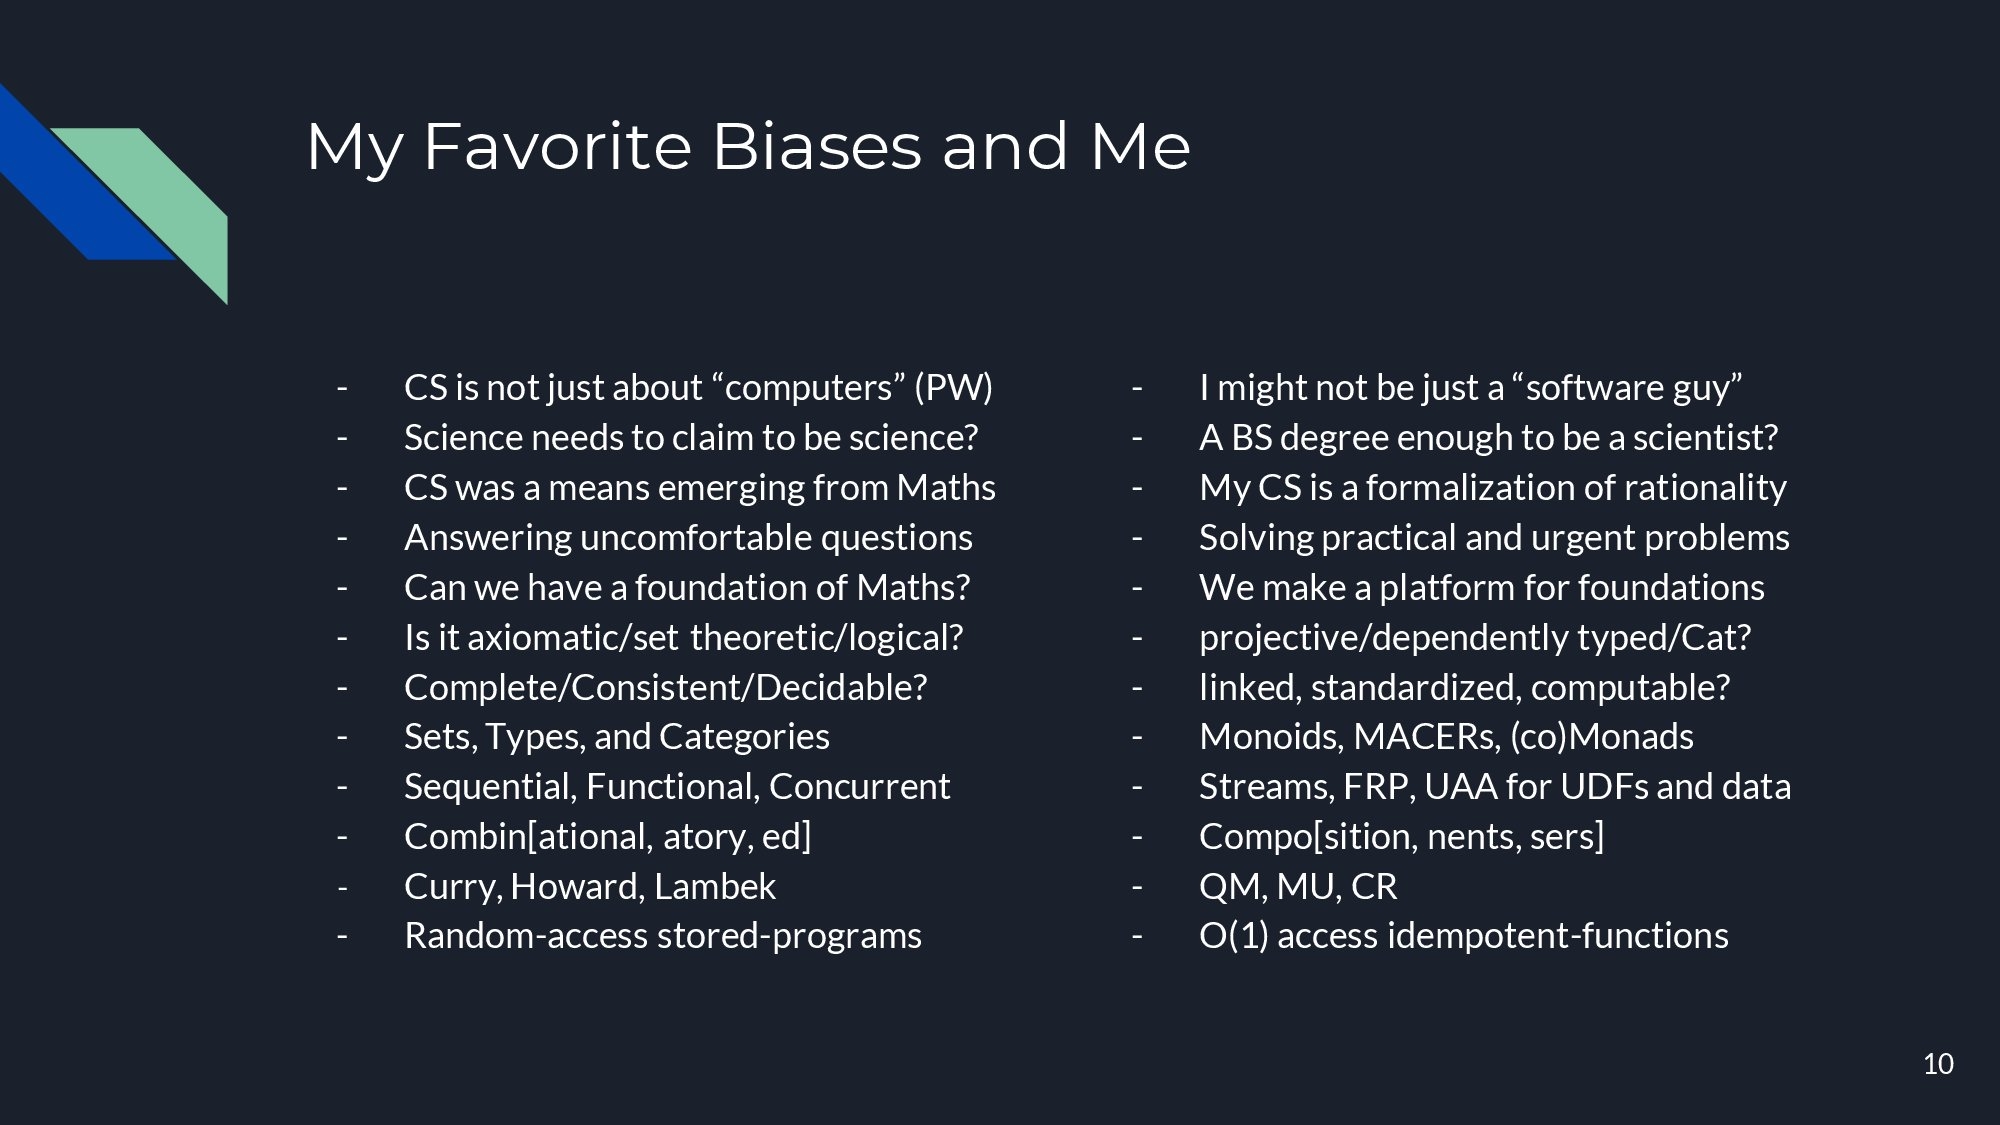 My Favorite Biases and Me
- CS is not just about “computers” (PW)
- Science needs to claim to be science?
- CS was a means emerging from Maths
- Answering uncomfortable questions
- Can we have a foundation of Maths?
- Is it axiomatic/set theoretic/logical?
- Complete/Consistent/Decidable?
- Sets, Types, and Categories
- Sequential, Functional, Concurrent
- Combin[ational, atory, ed]
- Curry, Howard, Lambek
- Random-access stored-programs
- I might not be just a “software guy”
- A BS degree enough to be a scientist?
- My CS is a formalization of rationality
- Solving practical and urgent problems
- We make a platform for foundations
- projective/dependently typed/Cat?
- linked, standardized, computable?
- Monoids, MACERs, (co)Monads
- Streams, FRP, UAA for UDFs and data
- Compo[sition, nents, sers]
- QM, MU, CR
- O(1) access idempotent-functions
10